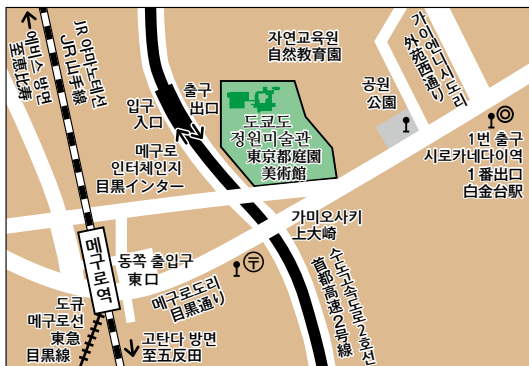 에비스 방면
至恵比寿
JR 야마노테선
JR山手線
입구
入口
출구
出口
메구로
인터체인지
目黒インター
자연교육원
自然教育園
도쿄도
정원미술관
東京都庭園
美術館
공원
公園
가이엔니시도리
外苑西通り
1번 출구
시로카네다이역
1番出口
白金台駅
가미오사키
上大崎
메구로역
동쪽 출입구
東口
〒
메구로도리
目黒通り
수도고속도로2호선
首都高速2号線
도큐
메구로선
東急
目黒線
고탄다 방면
至五反田